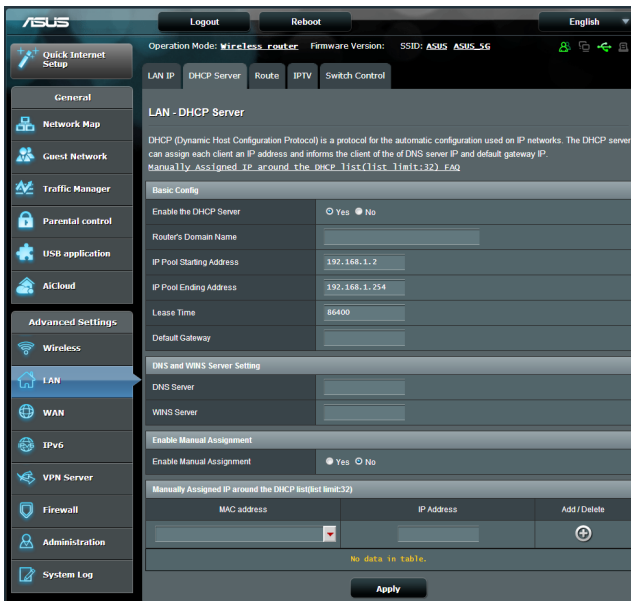 ASUS Logout Reboot English
Quick Internet Setup
Operation Mode: Wireless router Firmware Version: SSID: ASUS ASUS_5G
LAN IP DHCP Server Route IPTV Switch Control
General
Network Map
Guest Network
Traffic Manager
Parental control
USB application
AiCloud
Advanced Settings
Wireless
LAN
WAN
IPv6
VPN Server
Firewall
Administration
System Log
LAN - DHCP Server
DHCP (Dynamic Host Configuration Protocol) is a protocol for the automatic configuration used on IP networks. The DHCP server
can assign each client an IP address and informs the client of the of DNS server IP and default gateway IP.
Manually Assigned IP around the DHCP list(list limit:32) FAQ
Basic Config
Enable the DHCP Server Yes No
Router's Domain Name
IP Pool Starting Address 192.168.1.2
IP Pool Ending Address 192.168.1.254
Lease Time 86400
Default Gateway
DNS and WINS Server Setting
DNS Server
WINS Server
Enable Manual Assignment
Enable Manual Assignment Yes No
Manually Assigned IP around the DHCP list(list limit:32)
MAC address IP Address Add / Delete
No data in table.
Apply